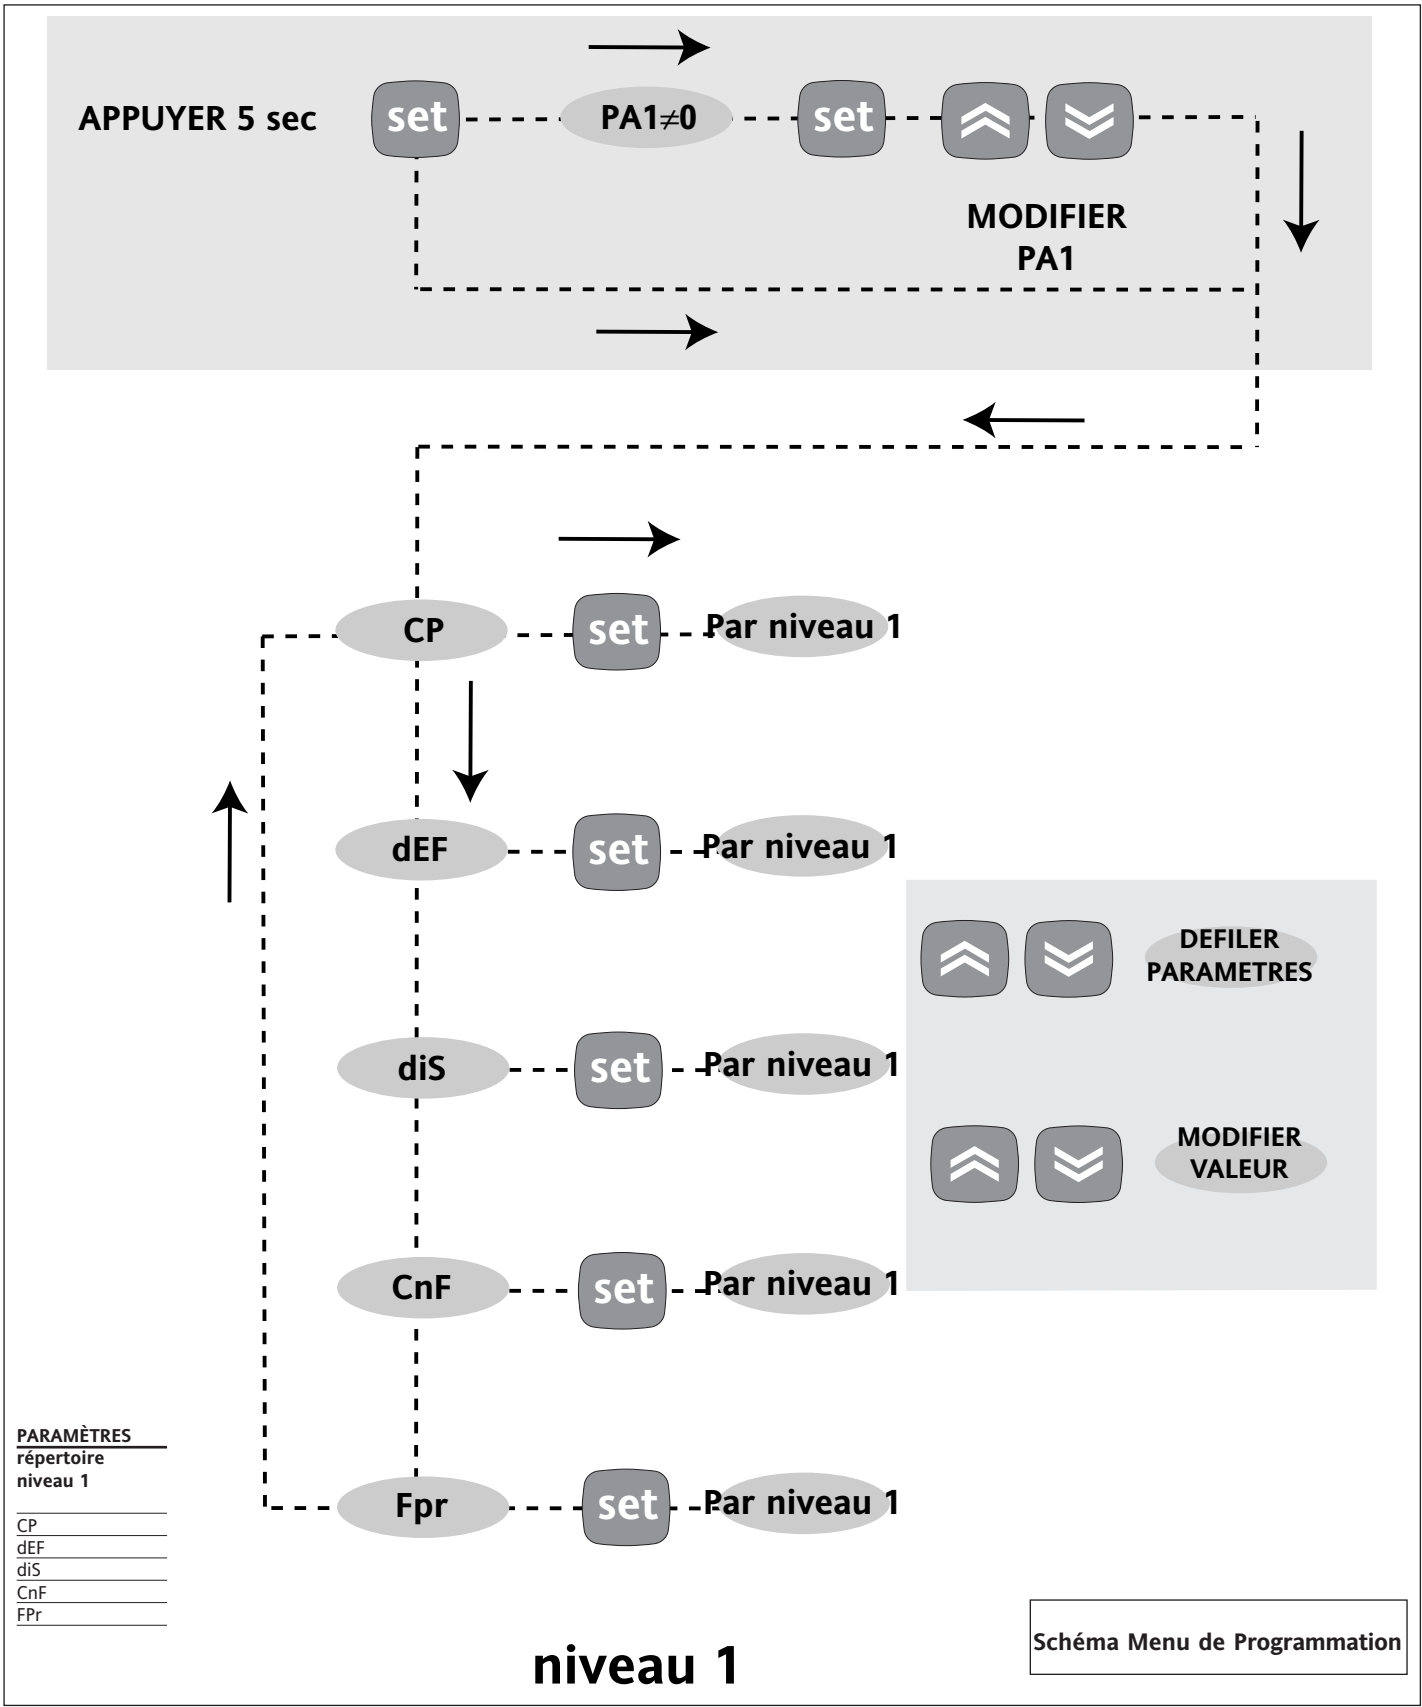 APPUYER 5 sec set PA1≠0 set
MODIFIER
PA1
CP set Par niveau 1
dEF set Par niveau 1
DEFILER
PARAMETRES
diS set Par niveau 1
MODIFIER
VALEUR
CnF set Par niveau 1
PARAMÈTRES
répertoire
niveau 1
CP
dEF
diS
CnF
FPr
Fpr set Par niveau 1
Schéma Menu de Programmation
niveau 1